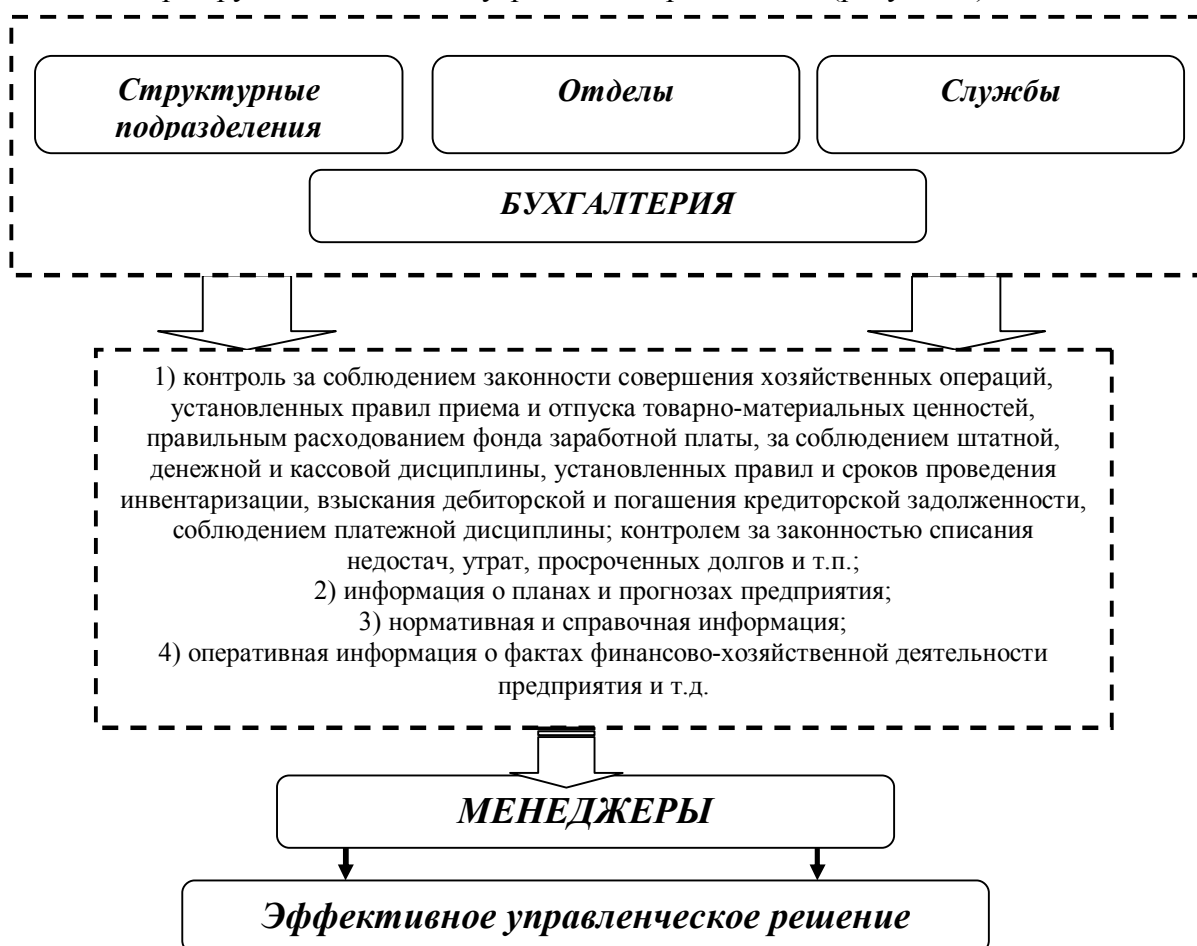 Структурные
подразделения
Отделы
Службы
БУХГАЛТЕРИЯ
1) контроль за соблюдением законности совершения хозяйственных операций,
установленных правил приема и отпуска товарно-материальных ценностей,
правильным расходованием фонда заработной платы, за соблюдением штатной,
денежной и кассовой дисциплины, установленных правил и сроков проведения
инвентаризации, взыскания дебиторской и погашения кредиторской задолженности,
соблюдением платежной дисциплины; контролем за законностью списания
недостач, утрат, просроченных долгов и т.п.;
2) информация о планах и прогнозах предприятия;
3) нормативная и справочная информация;
4) оперативная информация о фактах финансово-хозяйственной деятельности
предприятия и т.д.
МЕНЕДЖЕРЫ
Эффективное управленческое решение